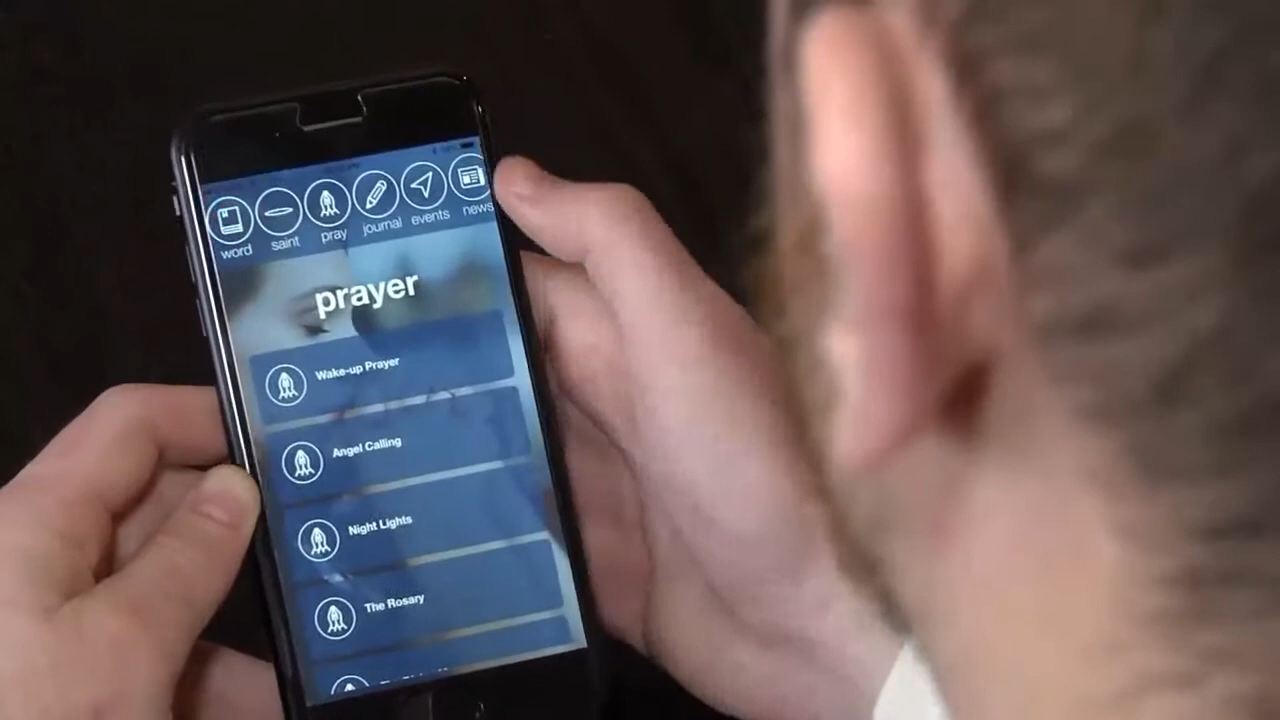 word saint pray journal events news
prayer
Wake-up Prayer
Angel Calling
Night Lights
The Rosary